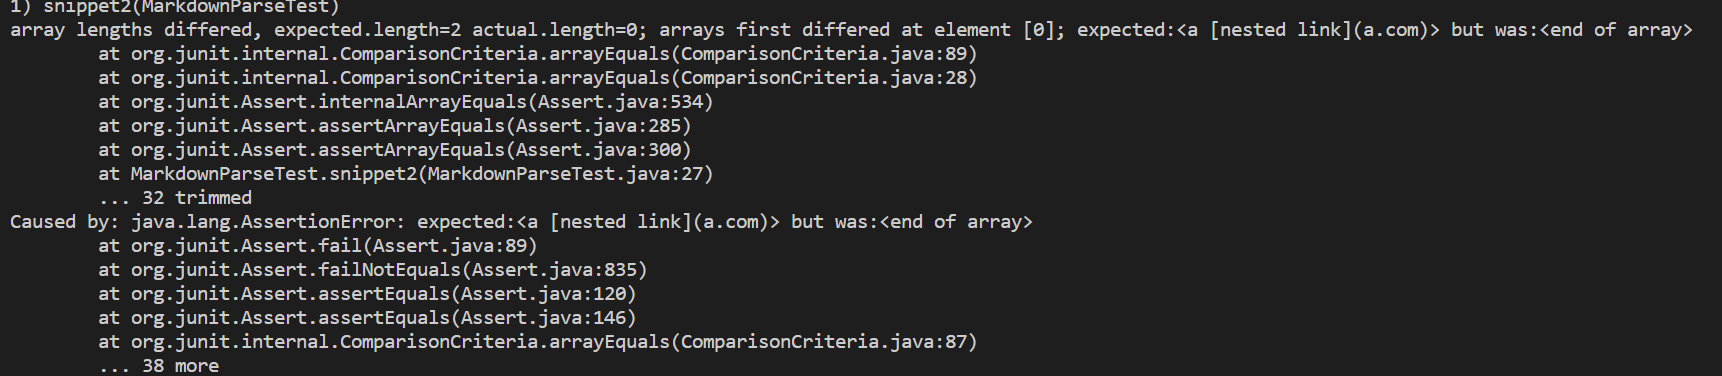 1) snippet2(MarkdownParseTest)
array lengths differed, expected.length=2 actual.length=0; arrays first differed at element [0]; expected:<a [nested link](a.com)> but was:<end of array>
        at org.junit.internal.ComparisonCriteria.arrayEquals(ComparisonCriteria.java:89)
        at org.junit.internal.ComparisonCriteria.arrayEquals(ComparisonCriteria.java:28)
        at org.junit.Assert.internalArrayEquals(Assert.java:534)
        at org.junit.Assert.assertArrayEquals(Assert.java:285)
        at org.junit.Assert.assertArrayEquals(Assert.java:300)
        at MarkdownParseTest.snippet2(MarkdownParseTest.java:27)
        ... 32 trimmed
Caused by: java.lang.AssertionError: expected:<a [nested link](a.com)> but was:<end of array>
        at org.junit.Assert.fail(Assert.java:89)
        at org.junit.Assert.failNotEquals(Assert.java:835)
        at org.junit.Assert.assertEquals(Assert.java:120)
        at org.junit.Assert.assertEquals(Assert.java:146)
        at org.junit.internal.ComparisonCriteria.arrayEquals(ComparisonCriteria.java:87)
        ... 38 more